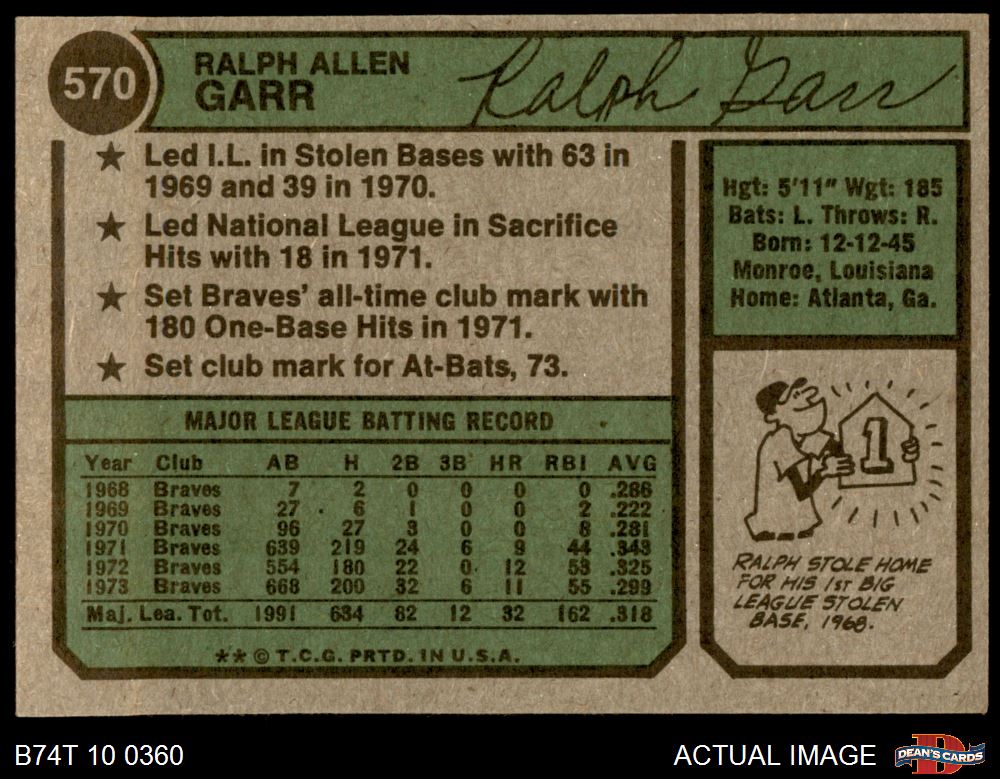 570
RALPH ALLEN
GARR
Ralph Garr
★ Led I.L. in Stolen Bases with 63 in
1969 and 39 in 1970.
★ Led National League in Sacrifice
Hits with 18 in 1971.
★ Set Braves' all-time club mark with
180 One-Base Hits in 1971.
★ Set club mark for At-Bats, 73.
Hgt: 5'11" Wgt: 185
Bats: L. Throws: R.
Born: 12-12-45
Monroe, Louisiana
Home: Atlanta, Ga.
MAJOR LEAGUE BATTING RECORD
Year Club AB H 2B 3B HR RBI AVG
1968 Braves 7 2 0 0 0 0 .286
1969 Braves 27 6 1 0 0 2 .222
1970 Braves 96 27 3 0 0 8 .281
1971 Braves 639 219 24 6 9 44 .343
1972 Braves 554 180 22 0 12 53 .325
1973 Braves 668 200 32 6 11 55 .299
Maj. Lea. Tot. 1991 634 82 12 32 162 .318
** © T.C.G. PRTD. IN U.S.A.
1
RALPH STOLE HOME
FOR HIS 1ST BIG
LEAGUE STOLEN
BASE, 1968.
B74T 10 0360
ACTUAL IMAGE
DEAN'S CARDS